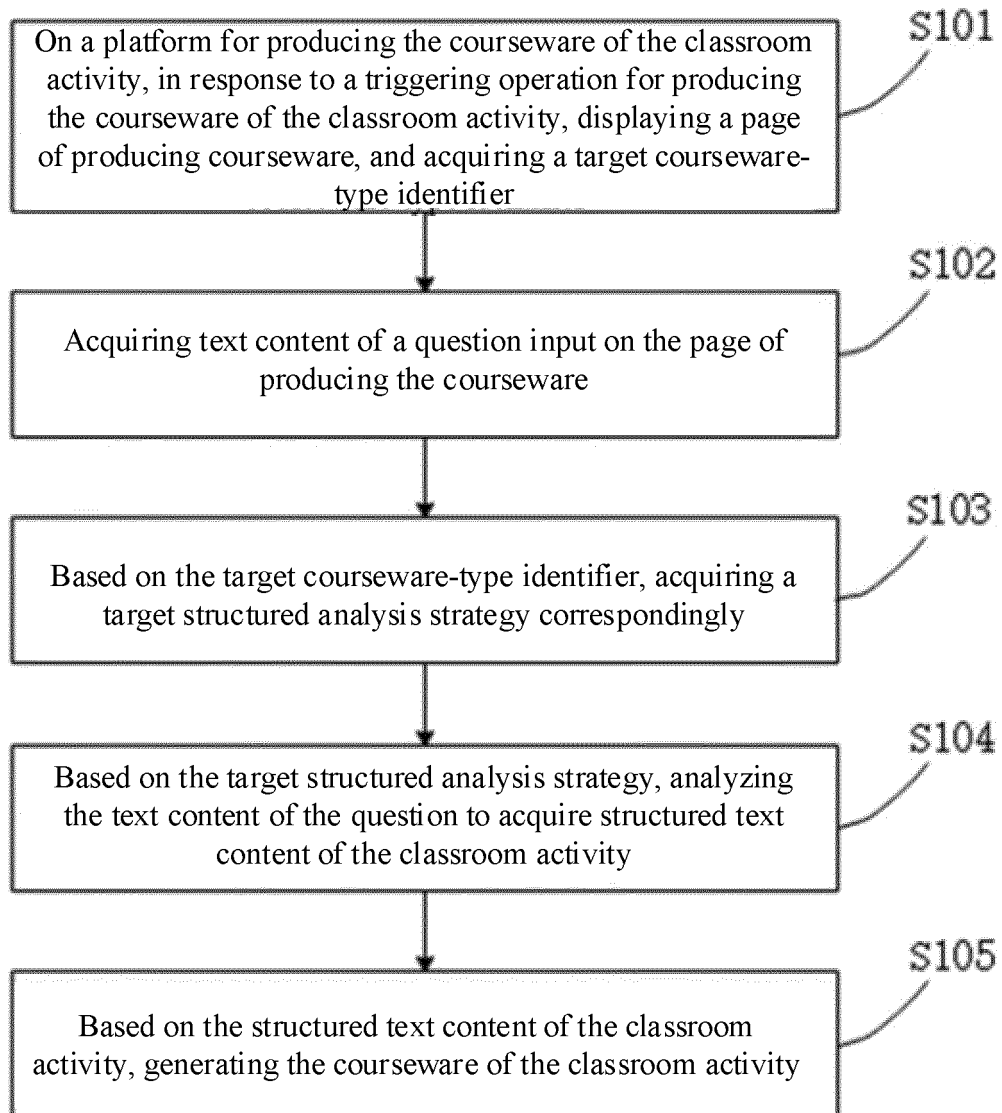 S101
On a platform for producing the courseware of the classroom
activity, in response to a triggering operation for producing
the courseware of the classroom activity, displaying a page
of producing courseware, and acquiring a target courseware-
type identifier
S102
Acquiring text content of a question input on the page of
producing the courseware
S103
Based on the target courseware-type identifier, acquiring a
target structured analysis strategy correspondingly
S104
Based on the target structured analysis strategy, analyzing
the text content of the question to acquire structured text
content of the classroom activity
S105
Based on the structured text content of the classroom
activity, generating the courseware of the classroom activity